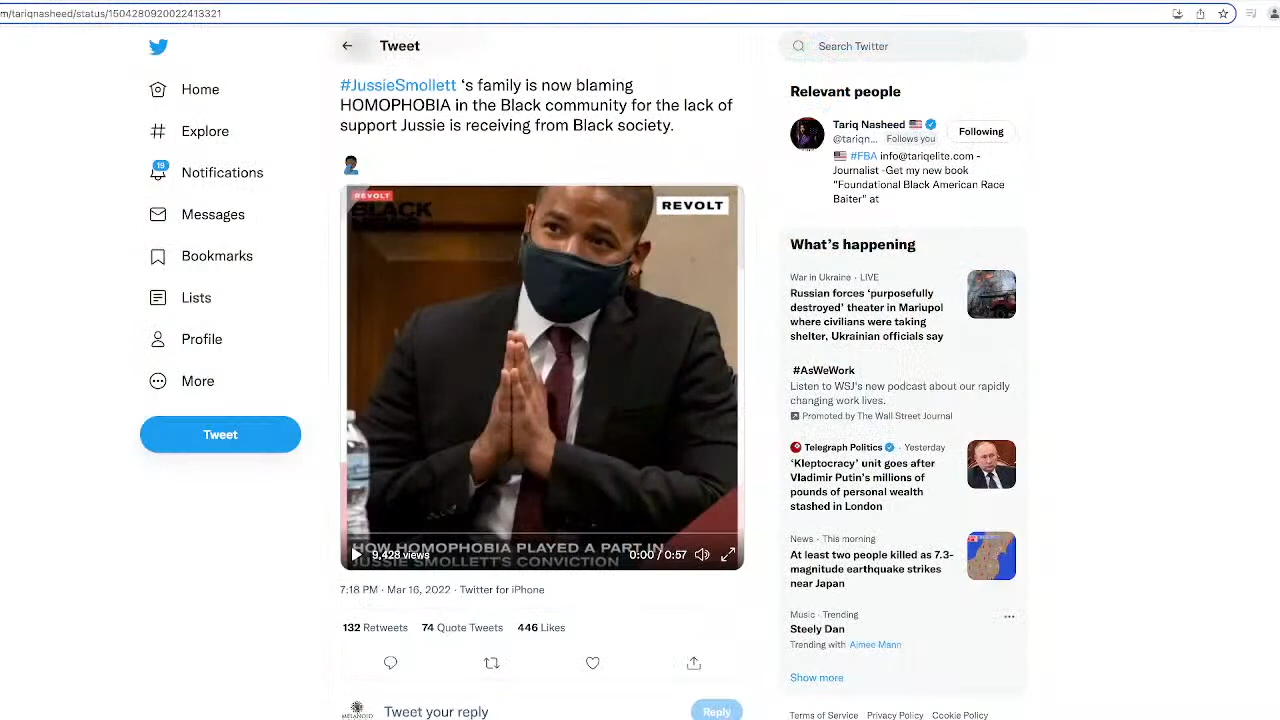 m/tariqnasheed/status/1504280920022413321
Home
Explore
19
Notifications
Messages
Bookmarks
Lists
Profile
More
Tweet
Tweet
#JussieSmollett 's family is now blaming
HOMOPHOBIA in the Black community for the lack of
support Jussie is receiving from Black society.
REVOLT
BLACK
REVOLT
HOW HOMOPHOBIA PLAYED A PART IN
JUSSIE SMOLLETT'S CONVICTION
9,428 views
0:00 / 0:57
7:18 PM · Mar 16, 2022 · Twitter for iPhone
132 Retweets 74 Quote Tweets 446 Likes
MELANOID
Tweet your reply
Reply
Search Twitter
Relevant people
Tariq Nasheed
@tariqn... Follows you
Following
#FBA info@tariqelite.com -
Journalist -Get my new book
"Foundational Black American Race
Baiter" at
What's happening
War in Ukraine · LIVE
Russian forces 'purposefully
destroyed' theater in Mariupol
where civilians were taking
shelter, Ukrainian officials say
#AsWeWork
Listen to WSJ's new podcast about our rapidly
changing work lives.
Promoted by The Wall Street Journal
Telegraph Politics · Yesterday
'Kleptocracy' unit goes after
Vladimir Putin's millions of
pounds of personal wealth
stashed in London
News · This morning
At least two people killed as 7.3-
magnitude earthquake strikes
near Japan
Music · Trending
Steely Dan
Trending with Aimee Mann
Show more
Terms of Service Privacy Policy Cookie Policy